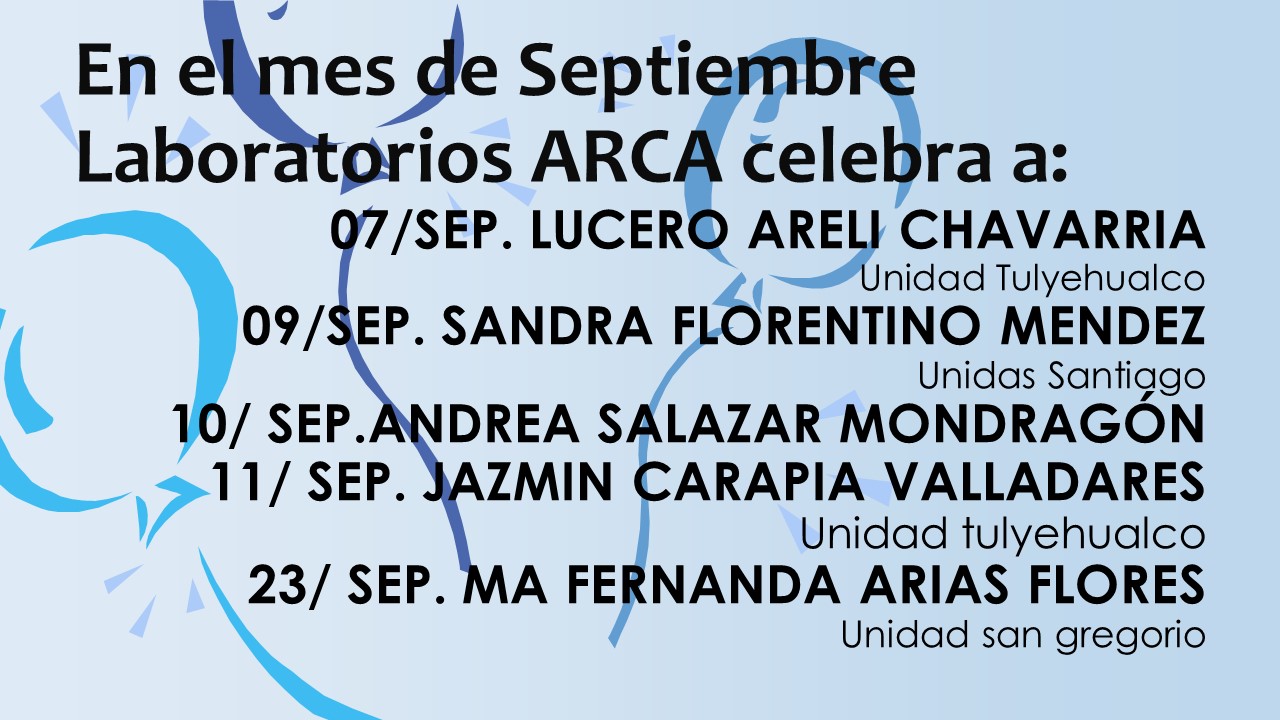 En el mes de Septiembre
Laboratorios ARCA celebra a:
07/SEP. LUCERO ARELI CHAVARRIA
Unidad Tulyehualco
09/SEP. SANDRA FLORENTINO MENDEZ
Unidas Santiago
10/ SEP.ANDREA SALAZAR MONDRAGÓN
11/ SEP. JAZMIN CARAPIA VALLADARES
Unidad tulyehualco
23/ SEP. MA FERNANDA ARIAS FLORES
Unidad san gregorio